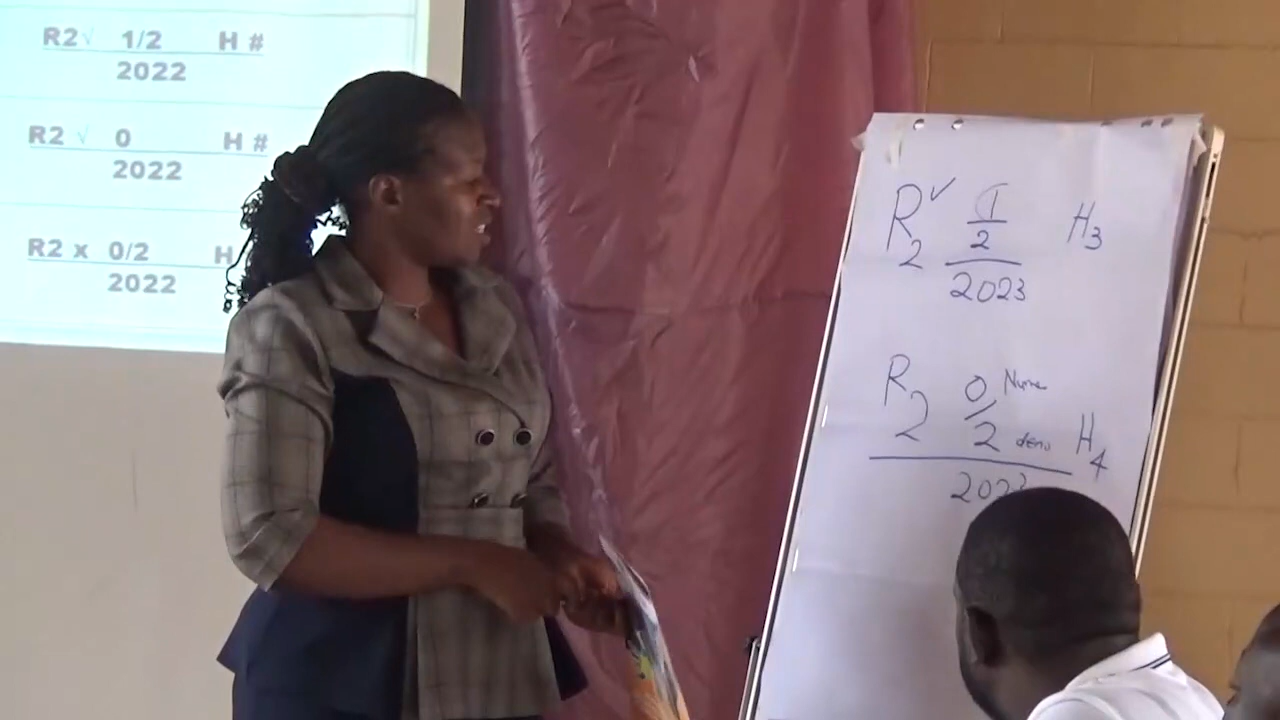 R2 √ 1/2 H #
2022
R2 √ 0 H #
2022
R2 x 0/2 H
2022
R2 ✓ 1/2 H3
2023
R2 0/2 Nume deno H4
2023